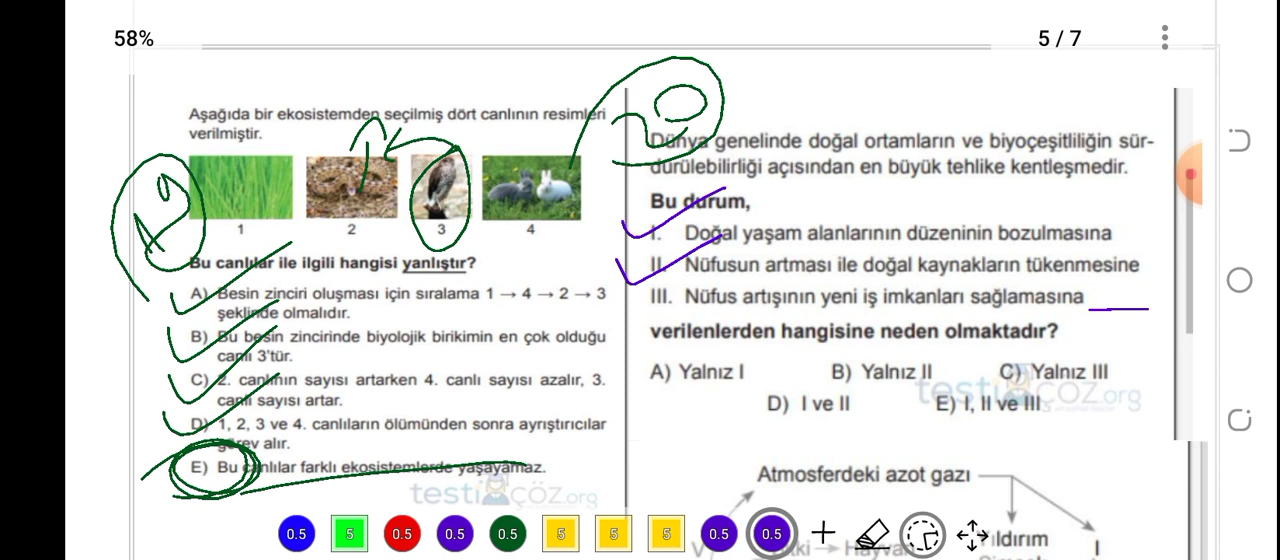 58%
5 / 7
19
Aşağıda bir ekosistemden seçilmiş dört canlının resimleri
verilmiştir.
1 2 3 4
Bu canlılar ile ilgili hangisi yanlıştır?
A) Besin zinciri oluşması için sıralama 1 → 4 → 2 → 3
şeklinde olmalıdır.
B) Bu besin zincirinde biyolojik birikimin en çok olduğu
canlı 3'tür.
C) 2. canlının sayısı artarken 4. canlı sayısı azalır, 3.
canlı sayısı artar.
D) 1, 2, 3 ve 4. canlıların ölümünden sonra ayrıştırıcılar
görev alır.
E) Bu canlılar farklı ekosistemlerde yaşayamaz.
testi çöz.org
20
Dünya genelinde doğal ortamların ve biyoçeşitliliğin sür-
dürülebilirliği açısından en büyük tehlike kentleşmedir.
Bu durum,
I. Doğal yaşam alanlarının düzeninin bozulmasına
II. Nüfusun artması ile doğal kaynakların tükenmesine
III. Nüfus artışının yeni iş imkanları sağlamasına
verilenlerden hangisine neden olmaktadır?
A) Yalnız I B) Yalnız II C) Yalnız III
D) I ve II E) I, II ve III
testi çöz.org
Atmosferdeki azot gazı
Yıldırım
0.5 5 0.5 0.5 0.5 5 5 5 0.5 0.5